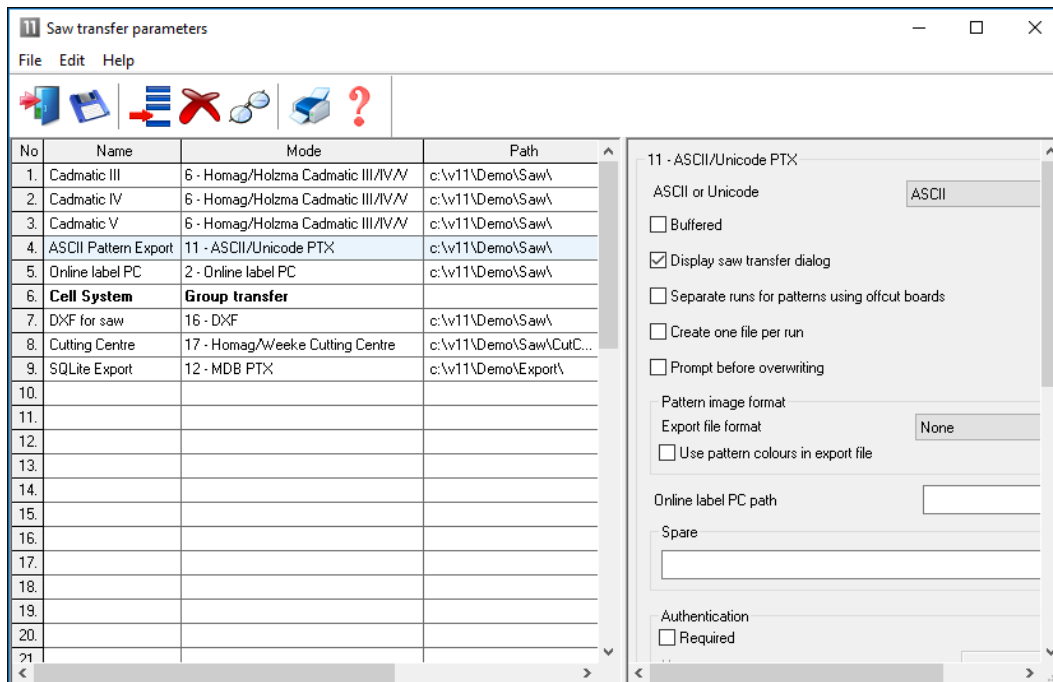 11 Saw transfer parameters
File Edit Help
No Name Mode Path
1. Cadmatic III 6 - Homag/Holzma Cadmatic III/IV/V c:\v11\Demo\Saw\
2. Cadmatic IV 6 - Homag/Holzma Cadmatic III/IV/V c:\v11\Demo\Saw\
3. Cadmatic V 6 - Homag/Holzma Cadmatic III/IV/V c:\v11\Demo\Saw\
4. ASCII Pattern Export 11 - ASCII/Unicode PTX c:\v11\Demo\Saw\
5. Online label PC 2 - Online label PC c:\v11\Demo\Saw\
6. Cell System Group transfer
7. DXF for saw 16 - DXF c:\v11\Demo\Saw\
8. Cutting Centre 17 - Homag/Weeke Cutting Centre c:\v11\Demo\Saw\CutC...
9. SQLite Export 12 - MDB PTX c:\v11\Demo\Export\
10.
11.
12.
13.
14.
15.
16.
17.
18.
19.
20.
21
11 - ASCII/Unicode PTX
ASCII or Unicode ASCII
Buffered
Display saw transfer dialog
Separate runs for patterns using offcut boards
Create one file per run
Prompt before overwriting
Pattern image format
Export file format None
Use pattern colours in export file
Online label PC path
Spare
Authentication
Required